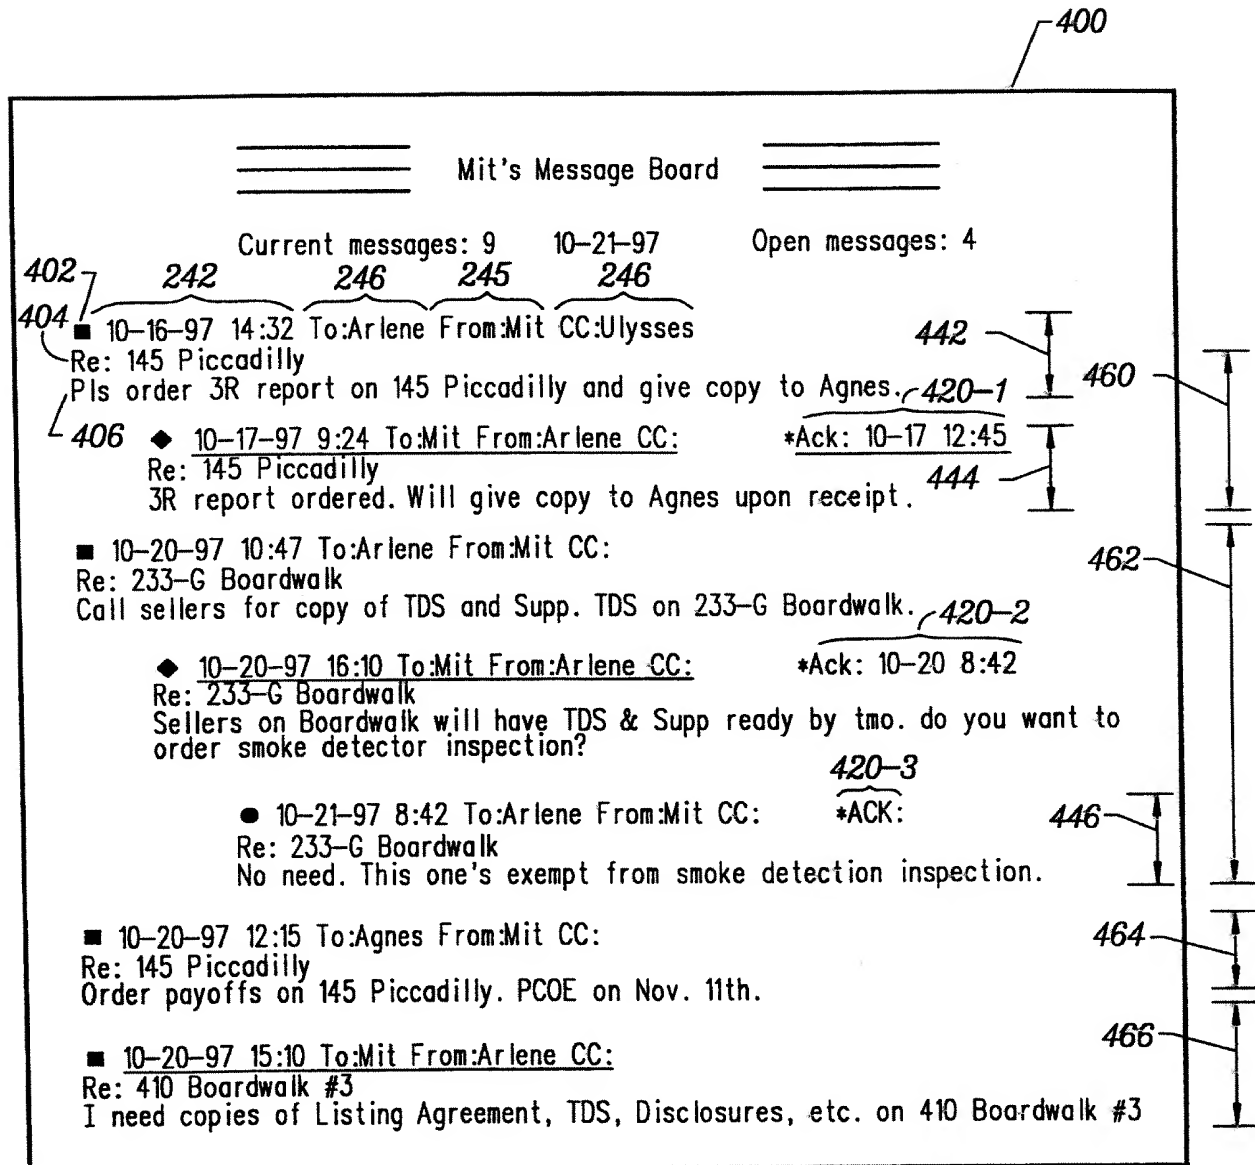 400
Mit's Message Board
Current messages: 9 10-21-97 Open messages: 4
402 242 246 245 246
404 ■ 10-16-97 14:32 To:Arlene From:Mit CC:Ulysses
Re: 145 Piccadilly 442
Pls order 3R report on 145 Piccadilly and give copy to Agnes. 420-1 460
406 ◆ 10-17-97 9:24 To:Mit From:Arlene CC: *Ack: 10-17 12:45
Re: 145 Piccadilly
3R report ordered. Will give copy to Agnes upon receipt. 444
■ 10-20-97 10:47 To:Arlene From:Mit CC:
Re: 233-G Boardwalk 462
Call sellers for copy of TDS and Supp. TDS on 233-G Boardwalk. 420-2
◆ 10-20-97 16:10 To:Mit From:Arlene CC: *Ack: 10-20 8:42
Re: 233-G Boardwalk
Sellers on Boardwalk will have TDS & Supp ready by tmo. do you want to
order smoke detector inspection?
420-3
● 10-21-97 8:42 To:Arlene From:Mit CC: *ACK: 446
Re: 233-G Boardwalk
No need. This one's exempt from smoke detection inspection.
■ 10-20-97 12:15 To:Agnes From:Mit CC: 464
Re: 145 Piccadilly
Order payoffs on 145 Piccadilly. PCOE on Nov. 11th.
466
■ 10-20-97 15:10 To:Mit From:Arlene CC:
Re: 410 Boardwalk #3
I need copies of Listing Agreement, TDS, Disclosures, etc. on 410 Boardwalk #3